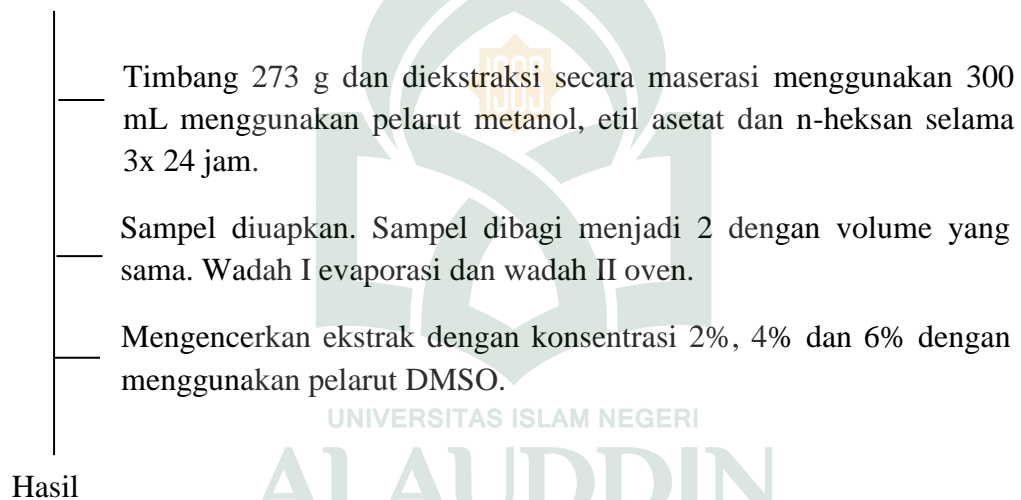 Timbang 273 g dan diekstraksi secara maserasi menggunakan 300
mL menggunakan pelarut metanol, etil asetat dan n-heksan selama
3x 24 jam.
Sampel diuapkan. Sampel dibagi menjadi 2 dengan volume yang
sama. Wadah I evaporasi dan wadah II oven.
Mengencerkan ekstrak dengan konsentrasi 2%, 4% dan 6% dengan
menggunakan pelarut DMSO.
UNIVERSITAS ISLAM NEGERI
ALAUDDIN
Hasil